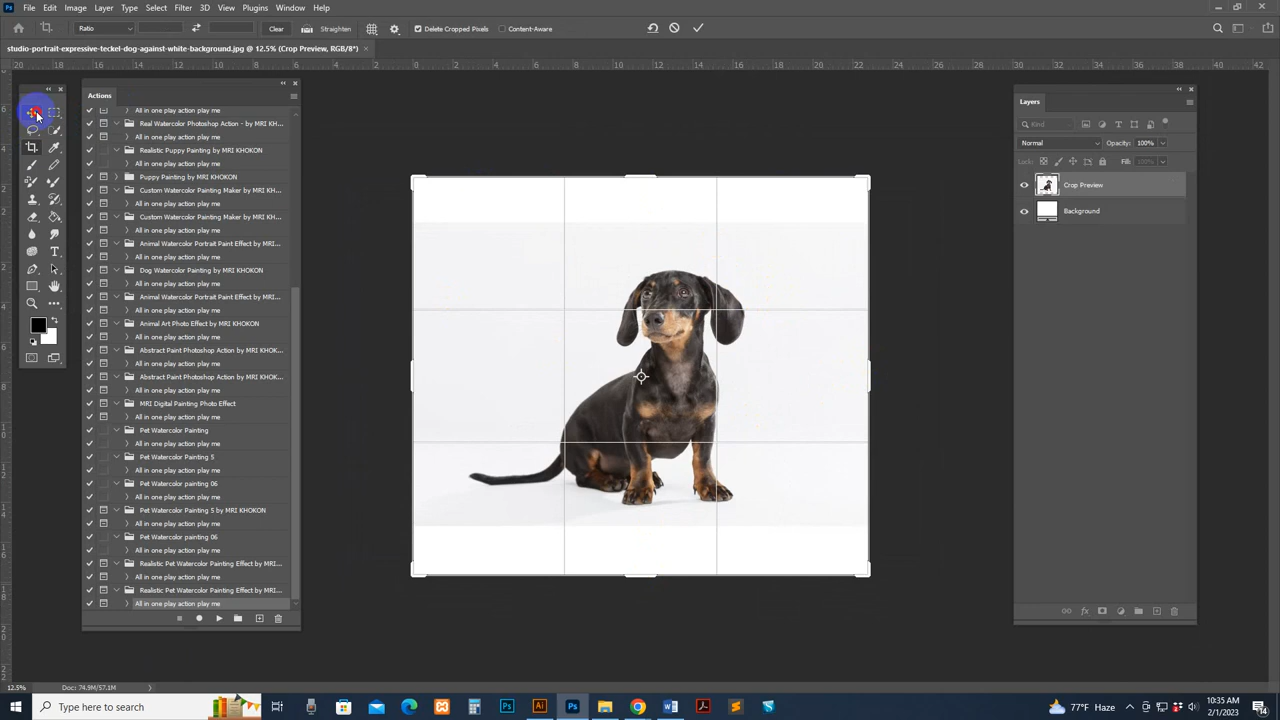 File Edit Image Layer Type Select Filter 3D View Plugins Window Help
Ratio Clear Straighten Delete Cropped Pixels Content-Aware
studio-portrait-expressive-teckel-dog-against-white-background.jpg @ 12.5% (Crop Preview, RGB/8*) ×
Actions
All in one play action play me
Real Watercolor Photoshop Action - by MRI KH...
All in one play action play me
Realistic Puppy Painting by MRI KHOKON
All in one play action play me
Puppy Painting by MRI KHOKON
Custom Watercolor Painting Maker by MRI KH...
All in one play action play me
Custom Watercolor Painting Maker by MRI KH...
All in one play action play me
Animal Watercolor Portrait Paint Effect by MRI...
All in one play action play me
Dog Watercolor Painting by MRI KHOKON
All in one play action play me
Animal Watercolor Portrait Paint Effect by MRI...
All in one play action play me
Animal Art Photo Effect by MRI KHOKON
All in one play action play me
Abstract Paint Photoshop Action by MRI KHOK...
All in one play action play me
Abstract Paint Photoshop Action by MRI KHOK...
All in one play action play me
MRI Digital Painting Photo Effect
All in one play action play me
Pet Watercolor Painting
All in one play action play me
Pet Watercolor Painting 5
All in one play action play me
Pet Watercolor painting 06
All in one play action play me
Pet Watercolor Painting 5 by MRI KHOKON
All in one play action play me
Pet Watercolor painting 06
All in one play action play me
Realistic Pet Watercolor Painting Effect by MRI...
All in one play action play me
Realistic Pet Watercolor Painting Effect by MRI...
All in one play action play me
Layers
Kind
Normal Opacity: 100%
Lock: Fill: 100%
Crop Preview
Background
12.5% Doc: 74.9M/57.1M
Type here to search
77°F Haze
10:35 AM
2/1/2023